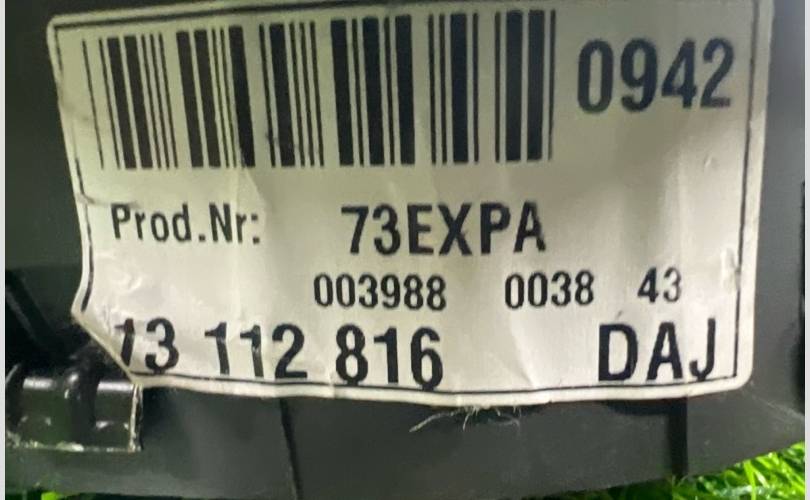 0942
Prod.Nr: 73EXPA
003988 0038 43
13 112 816 DAJ